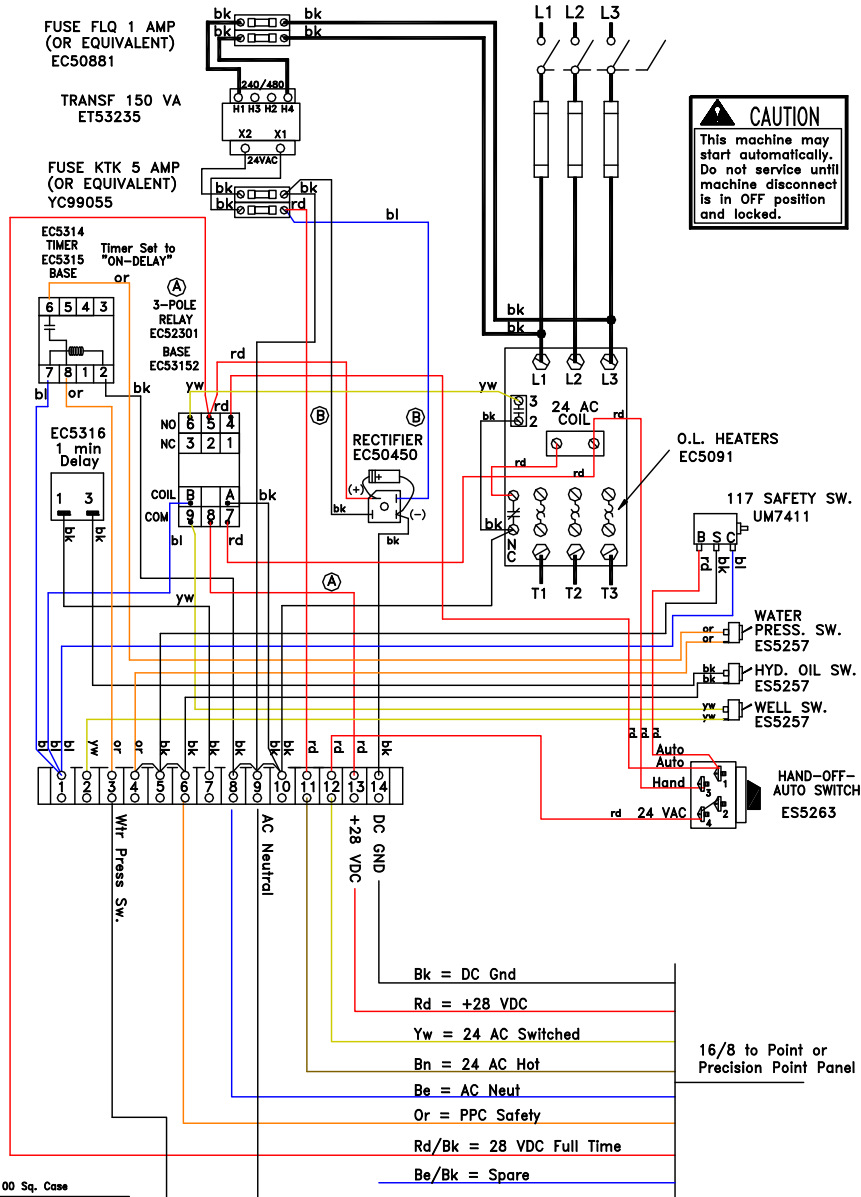 bk
bk
bk
bk
FUSE FLQ 1 AMP
(OR EQUIVALENT)
EC50881
TRANSF 150 VA
ET53235
240/480
H1 H3 H2 H4
X2 X1
24VAC
FUSE KTK 5 AMP
(OR EQUIVALENT)
YC99055
bk
bk
bk
rd
bl
L1 L2 L3
CAUTION
This machine may
start automatically.
Do not service until
machine disconnect
is in OFF position
and locked.
EC5314
TIMER
EC5315
BASE
Timer Set to
"ON-DELAY"
or
6 5 4 3
7 8 1 2
bl
or
bk
A
3-POLE
RELAY
EC52301
BASE
EC53152
rd
yw
rd
NO 6 5 4
NC 3 2 1
COIL B A
COM 9 8 7
bk
bl
EC5316
1 min
Delay
1 3
bk
bk
yw
B
B
RECTIFIER
EC50450
(+)
+
(-)
bk
bk
A
bk
bk
L1 L2 L3
yw
3
2
bk
24 AC
COIL
rd
rd
rd
bk
N
C
T1 T2 T3
O.L. HEATERS
EC5091
117 SAFETY SW.
UM7411
B S C
rd
bk
bl
WATER
PRESS. SW.
ES5257
or
or
HYD. OIL SW.
ES5257
bk
bk
WELL SW.
ES5257
yw
yw
rd
rd
rd
Auto
Auto
Hand
rd 24 VAC
1
3
2
4
HAND-OFF-
AUTO SWITCH
ES5263
bl
bl
bl
yw
or
or
bk
bk
bk
bk
bk
bk
bk
rd
rd
rd
bk
1 2 3 4 5 6 7 8 9 10 11 12 13 14
Wtr Press Sw.
AC Neutral
+28 VDC
DC GND
Bk = DC Gnd
Rd = +28 VDC
Yw = 24 AC Switched
Bn = 24 AC Hot
Be = AC Neut
Or = PPC Safety
Rd/Bk = 28 VDC Full Time
Be/Bk = Spare
16/8 to Point or
Precision Point Panel
00 Sq. Case